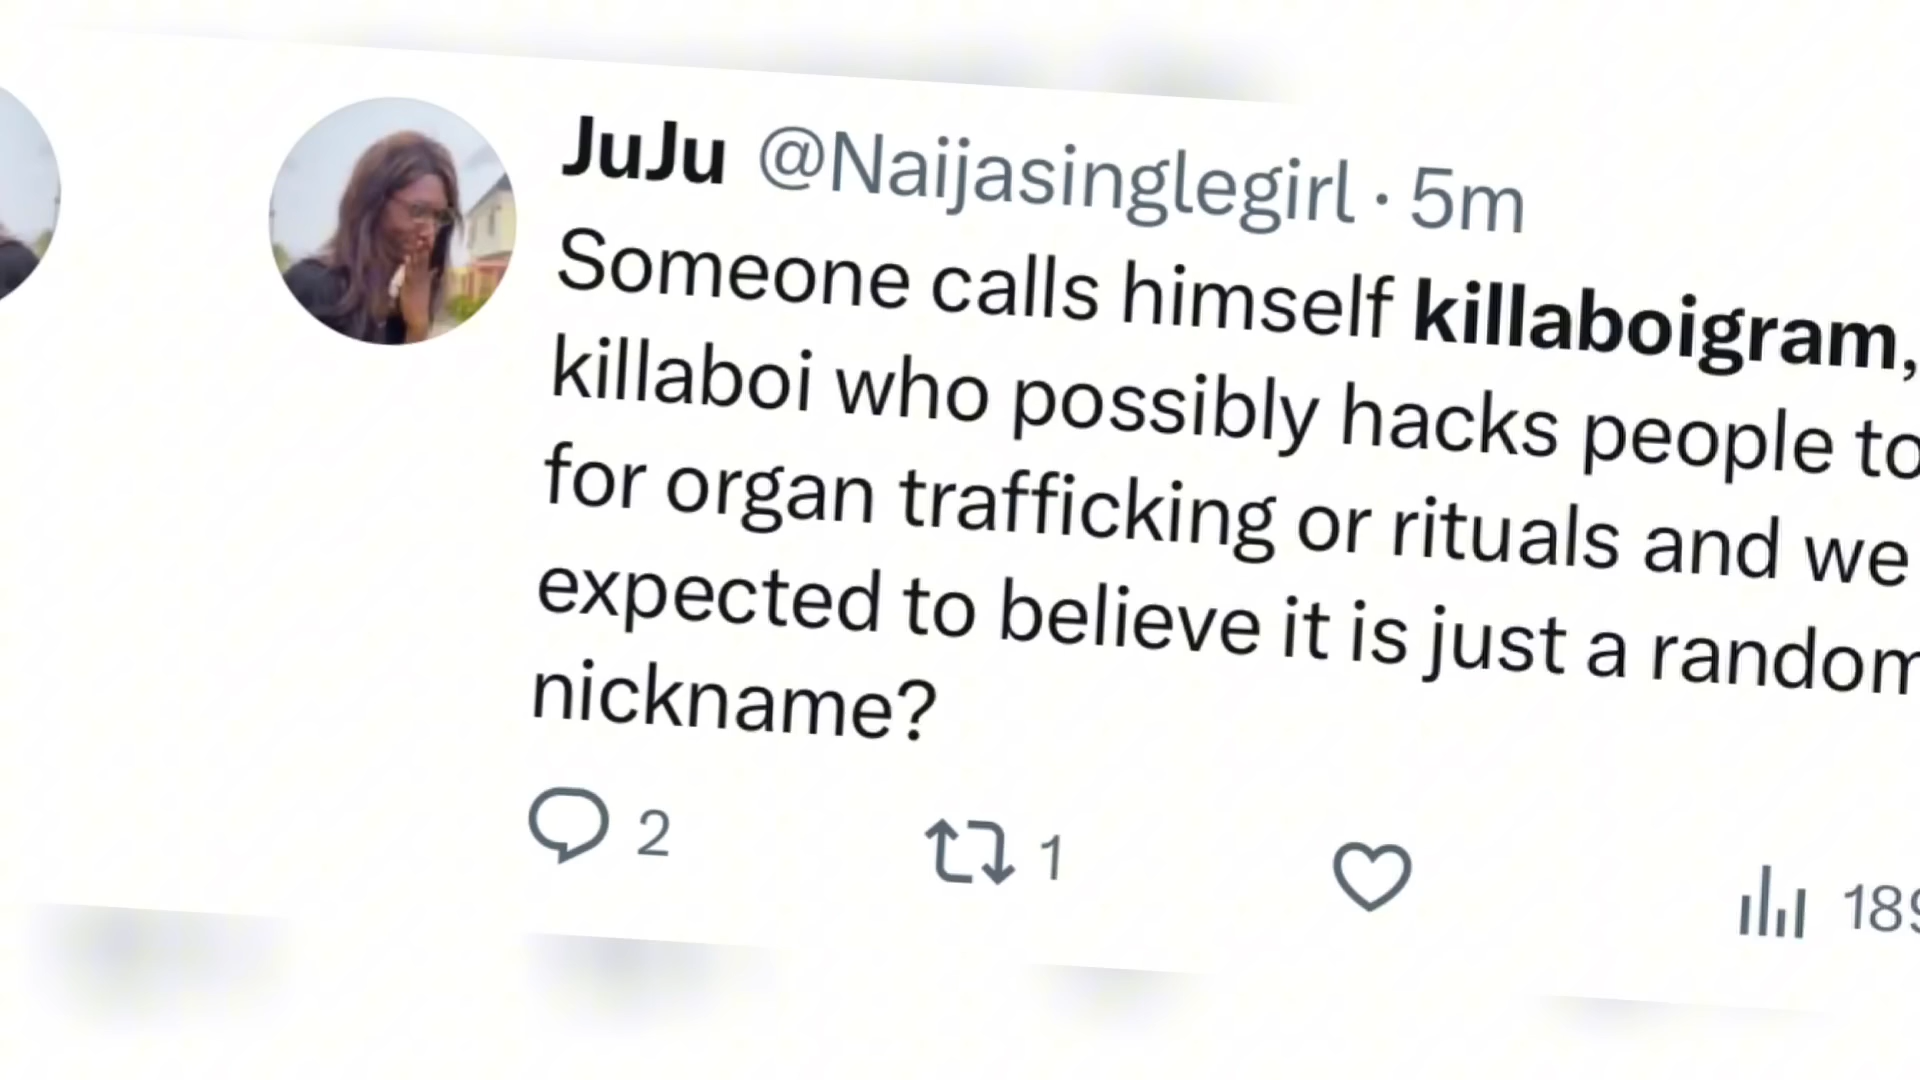 JuJu @Naijasinglegirl · 5m
Someone calls himself killaboigram,
killaboi who possibly hacks people to
for organ trafficking or rituals and we
expected to believe it is just a random
nickname?
2 1